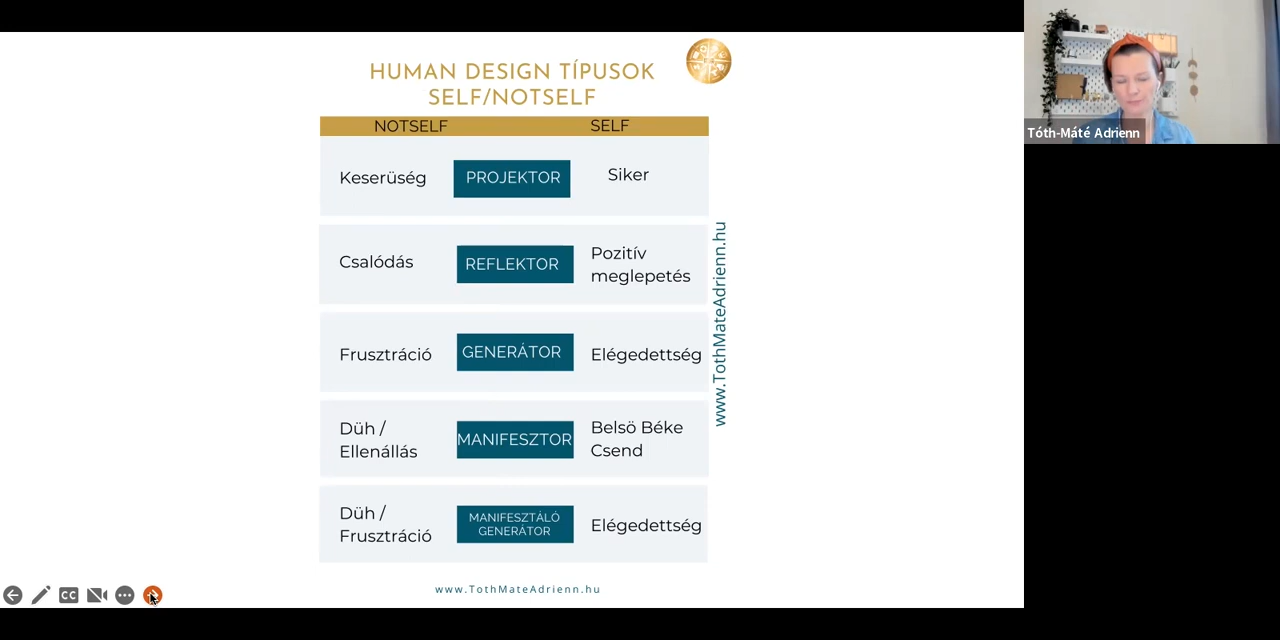 HUMAN DESIGN TÍPUSOK
SELF/NOTSELF
NOTSELF SELF
Keserüség PROJEKTOR Siker
Csalódás REFLEKTOR Pozitív
meglepetés
Frusztráció GENERÁTOR Elégedettség
Düh /
Ellenállás
MANIFESZTOR
Belsö Béke
Csend
Düh /
Frusztráció
MANIFESZTÁLÓ
GENERÁTOR
Elégedettség
www.TothMateAdrienn.hu
www.TothMateAdrienn.hu
CC
Tóth-Máté Adrienn